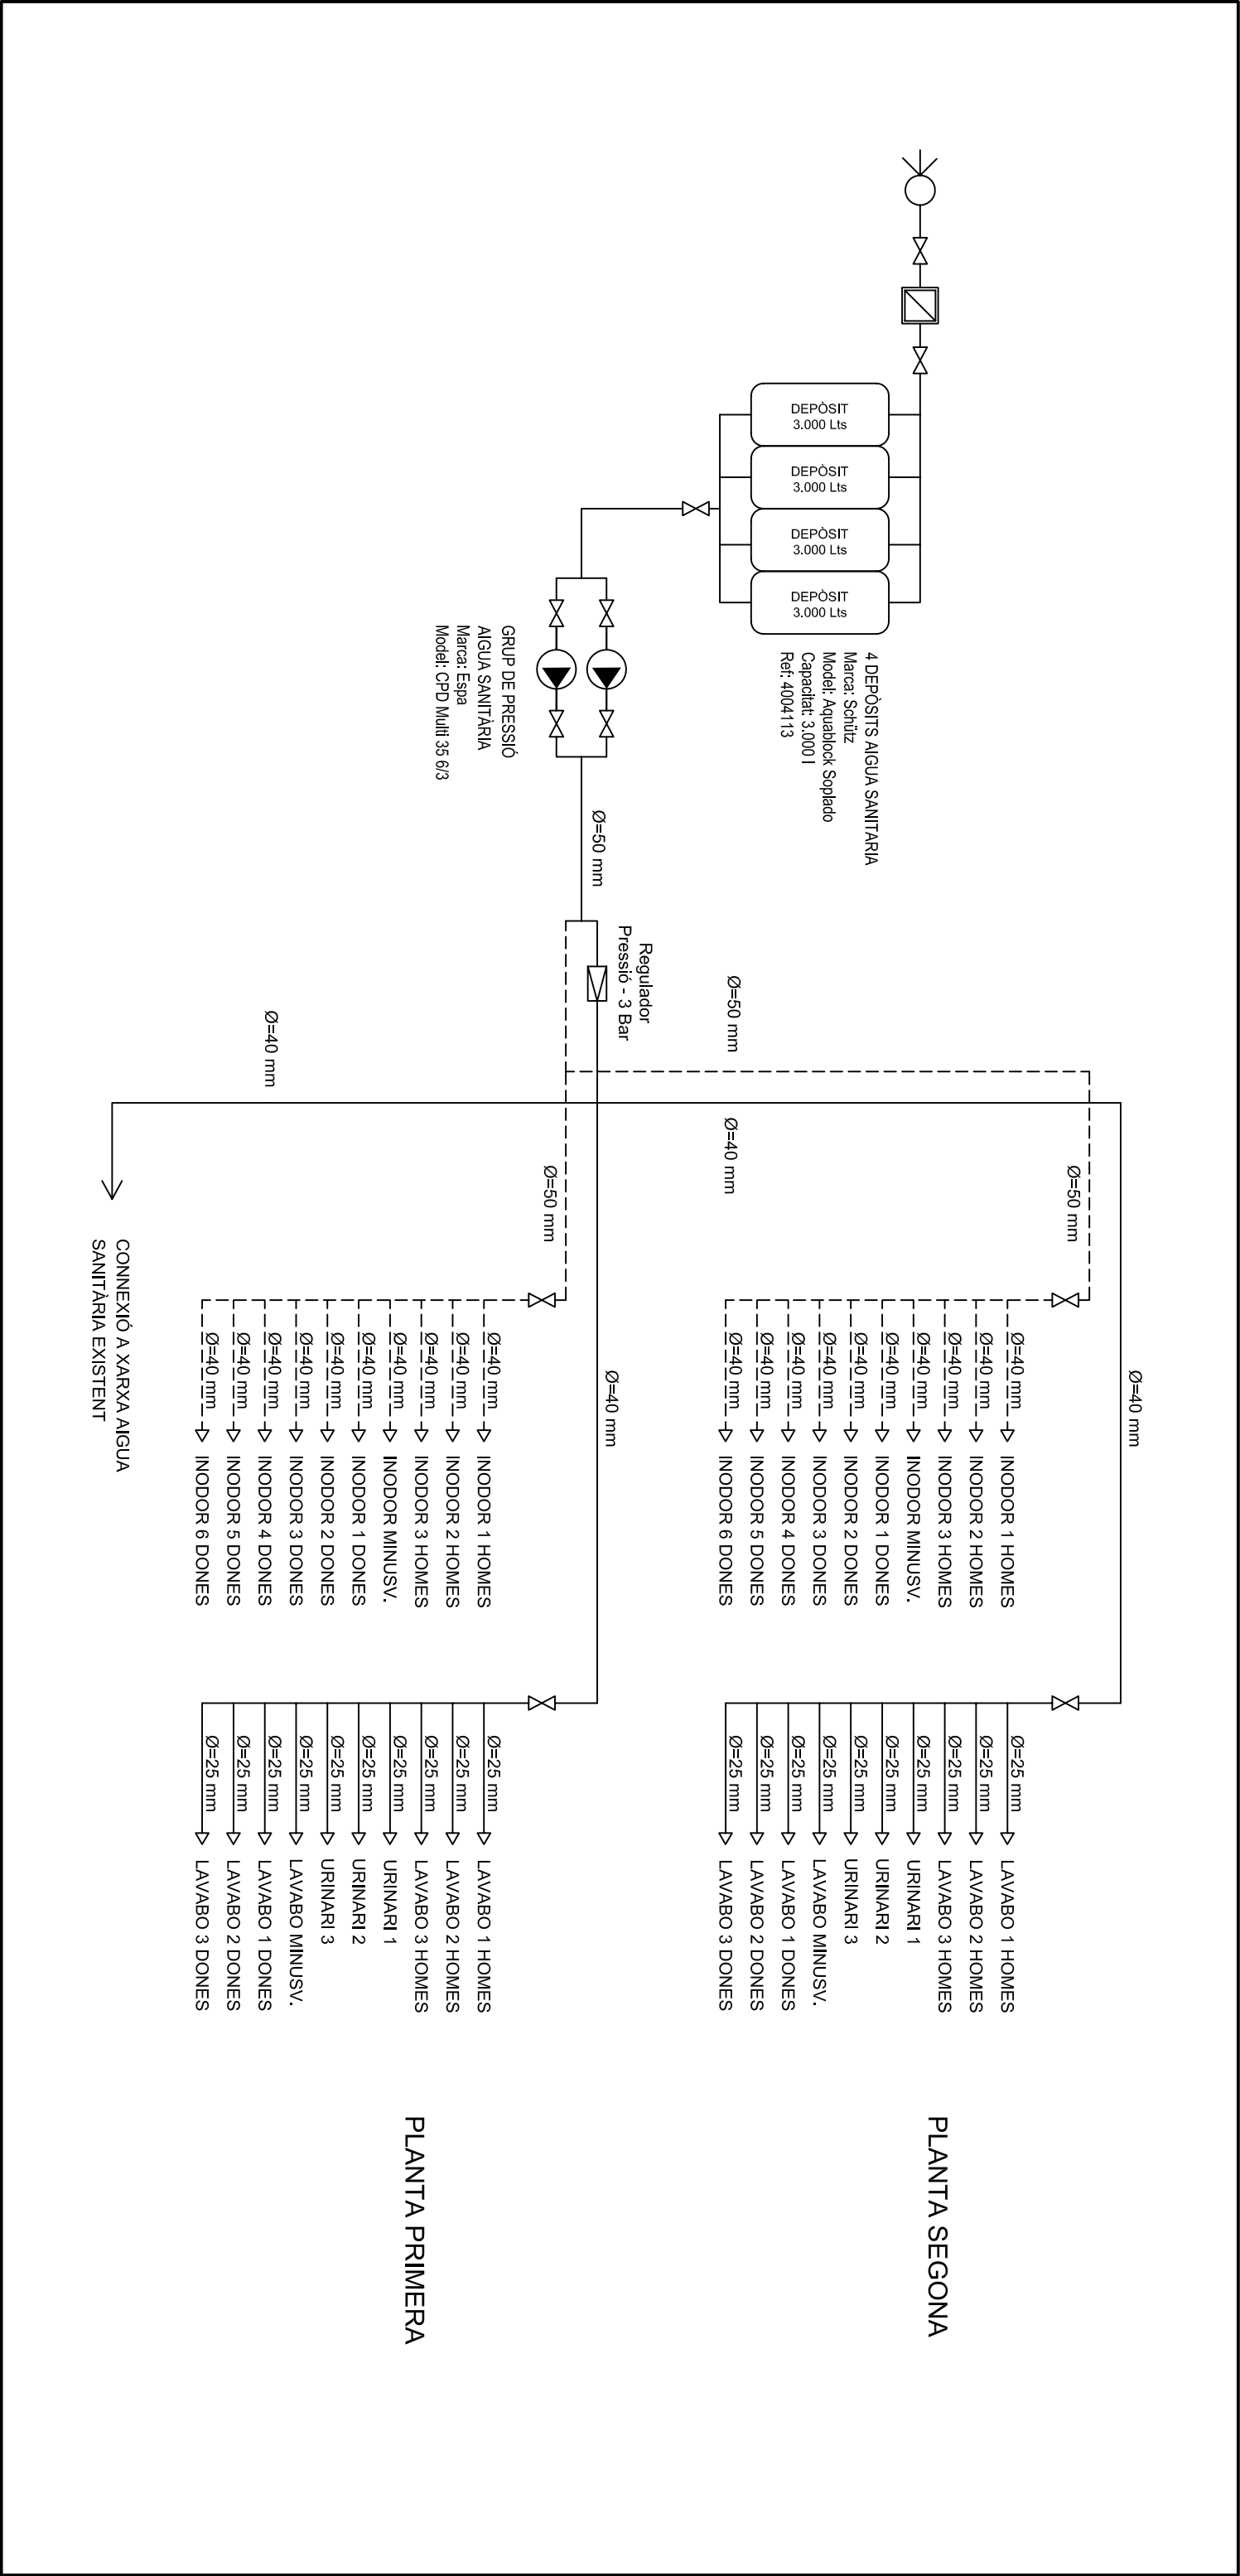 DEPÒSIT
3.000 Lts
DEPÒSIT
3.000 Lts
DEPÒSIT
3.000 Lts
DEPÒSIT
3.000 Lts
4 DEPÒSITS AIGUA SANITARIA
Marca: Schütz
Model: Aquablock Soplado
Capacitat: 3.000 l
Ref: 4004113
GRUP DE PRESSIÓ
AIGUA SANITÀRIA
Marca: Espa
Model: CPD Multi 35 6/3
Ø=50 mm
Regulador
Pressió - 3 Bar
Ø=50 mm
Ø=40 mm
Ø=40 mm
CONNEXIÓ A XARXA AIGUA
SANITÀRIA EXISTENT
Ø=50 mm
Ø=40 mm
Ø=40 mm INODOR 1 HOMES
Ø=40 mm INODOR 2 HOMES
Ø=40 mm INODOR 3 HOMES
Ø=40 mm INODOR MINUSV.
Ø=40 mm INODOR 1 DONES
Ø=40 mm INODOR 2 DONES
Ø=40 mm INODOR 3 DONES
Ø=40 mm INODOR 4 DONES
Ø=40 mm INODOR 5 DONES
Ø=40 mm INODOR 6 DONES
Ø=25 mm LAVABO 1 HOMES
Ø=25 mm LAVABO 2 HOMES
Ø=25 mm LAVABO 3 HOMES
Ø=25 mm URINARI 1
Ø=25 mm URINARI 2
Ø=25 mm URINARI 3
Ø=25 mm LAVABO MINUSV.
Ø=25 mm LAVABO 1 DONES
Ø=25 mm LAVABO 2 DONES
Ø=25 mm LAVABO 3 DONES
PLANTA SEGONA
Ø=50 mm
Ø=40 mm
Ø=40 mm INODOR 1 HOMES
Ø=40 mm INODOR 2 HOMES
Ø=40 mm INODOR 3 HOMES
Ø=40 mm INODOR MINUSV.
Ø=40 mm INODOR 1 DONES
Ø=40 mm INODOR 2 DONES
Ø=40 mm INODOR 3 DONES
Ø=40 mm INODOR 4 DONES
Ø=40 mm INODOR 5 DONES
Ø=40 mm INODOR 6 DONES
Ø=25 mm LAVABO 1 HOMES
Ø=25 mm LAVABO 2 HOMES
Ø=25 mm LAVABO 3 HOMES
Ø=25 mm URINARI 1
Ø=25 mm URINARI 2
Ø=25 mm URINARI 3
Ø=25 mm LAVABO MINUSV.
Ø=25 mm LAVABO 1 DONES
Ø=25 mm LAVABO 2 DONES
Ø=25 mm LAVABO 3 DONES
PLANTA PRIMERA